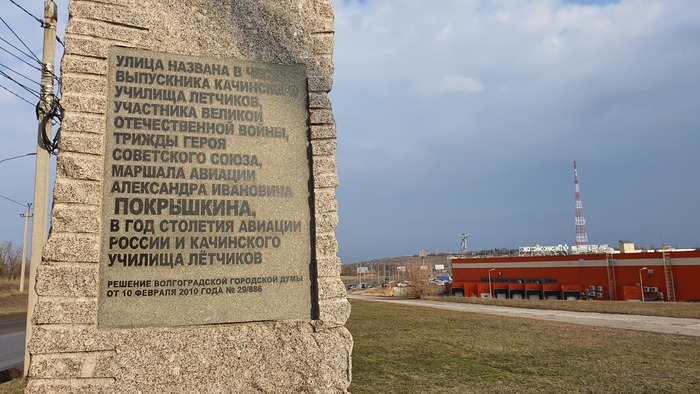 УЛИЦА НАЗВАНА В ЧЕСТЬ
ВЫПУСКНИКА КАЧИНСКОГО
УЧИЛИЩА ЛЕТЧИКОВ,
УЧАСТНИКА ВЕЛИКОЙ
ОТЕЧЕСТВЕННОЙ ВОЙНЫ,
ТРИЖДЫ ГЕРОЯ
СОВЕТСКОГО СОЮЗА,
МАРШАЛА АВИАЦИИ
АЛЕКСАНДРА ИВАНОВИЧА
ПОКРЫШКИНА,
В ГОД СТОЛЕТИЯ АВИАЦИИ
РОССИИ И КАЧИНСКОГО
УЧИЛИЩА ЛЁТЧИКОВ
РЕШЕНИЕ ВОЛГОГРАДСКОЙ ГОРОДСКОЙ ДУМЫ
ОТ 10 ФЕВРАЛЯ 2010 ГОДА № 29/886